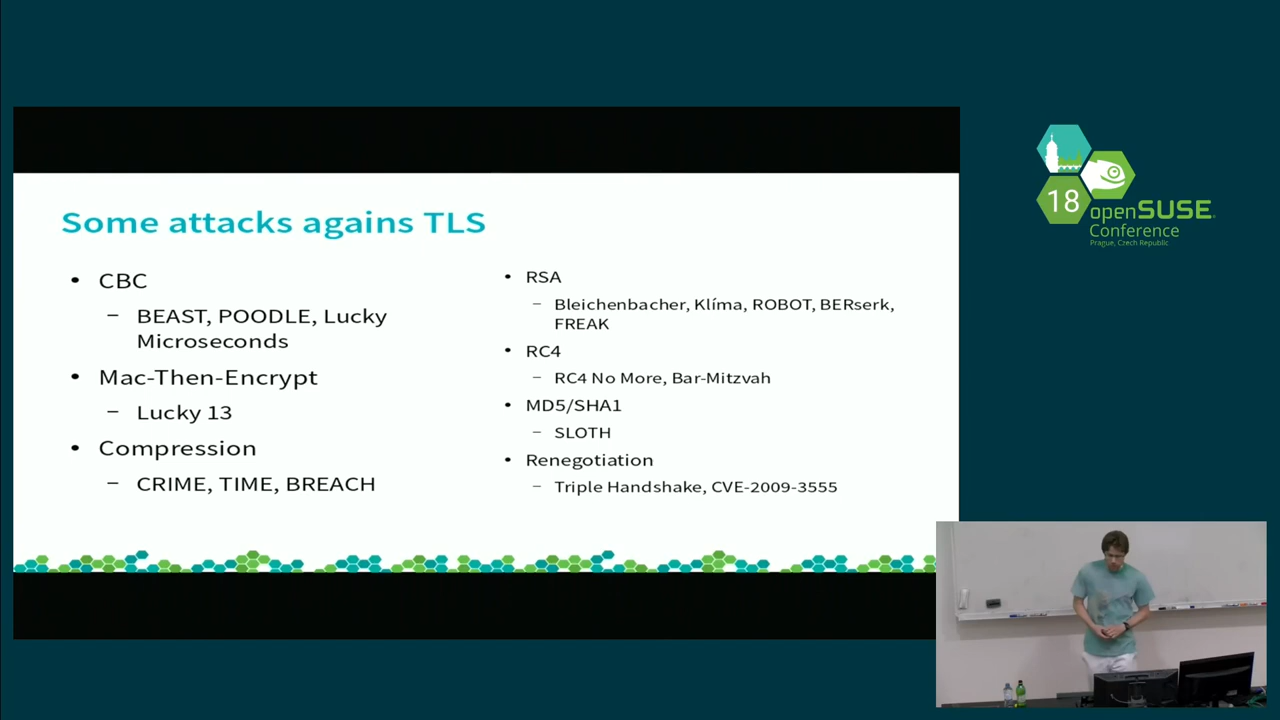 Some attacks agains TLS
• CBC
– BEAST, POODLE, Lucky
Microseconds
• Mac-Then-Encrypt
– Lucky 13
• Compression
– CRIME, TIME, BREACH
• RSA
– Bleichenbacher, Klíma, ROBOT, BERserk,
FREAK
• RC4
– RC4 No More, Bar-Mitzvah
• MD5/SHA1
– SLOTH
• Renegotiation
– Triple Handshake, CVE-2009-3555
18
openSUSE
Conference
Prague, Czech Republic